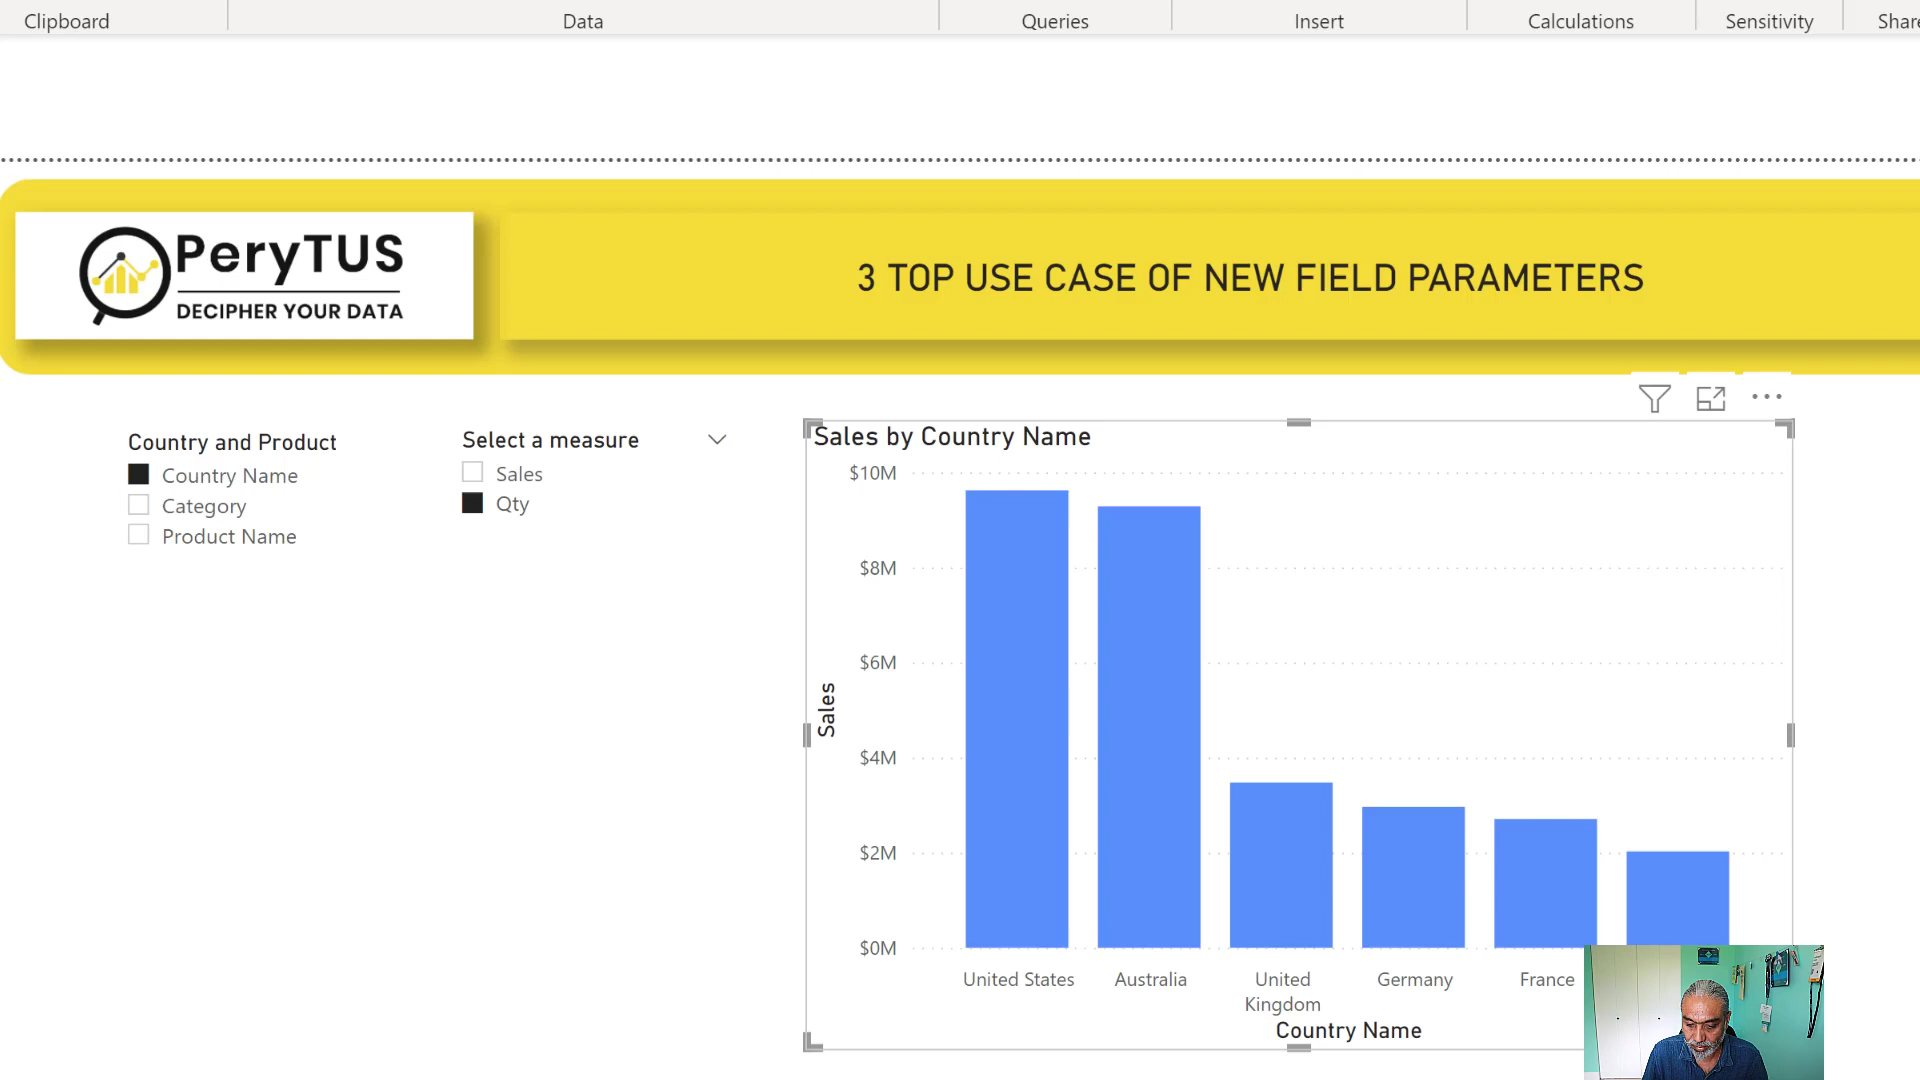 Clipboard
Data
Queries
Insert
Calculations
Sensitivity
Share
PeryTUS
DECIPHER YOUR DATA
3 TOP USE CASE OF NEW FIELD PARAMETERS
Country and Product
Country Name
Category
Product Name
Select a measure
Sales
Qty
Sales by Country Name
$10M
$8M
$6M
$4M
$2M
$0M
Sales
United States
Australia
United
Kingdom
Germany
France
Country Name